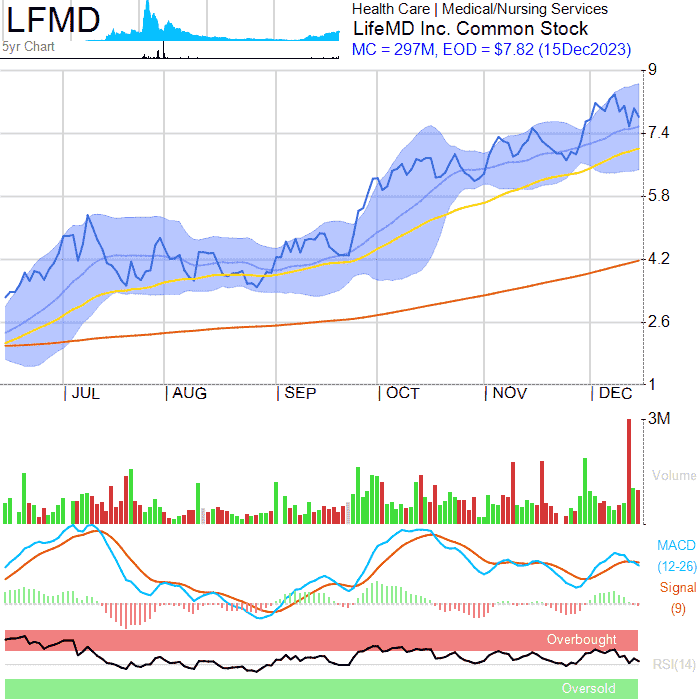 LFMD
5yr Chart
Health Care | Medical/Nursing Services
LifeMD Inc. Common Stock
MC = 297M, EOD = $7.82 (15Dec2023)
9
7.4
5.8
4.2
2.6
1
JUL
AUG
SEP
OCT
NOV
DEC
3M
Volume
MACD
(12-26)
Signal
(9)
Overbought
RSI(14)
Oversold